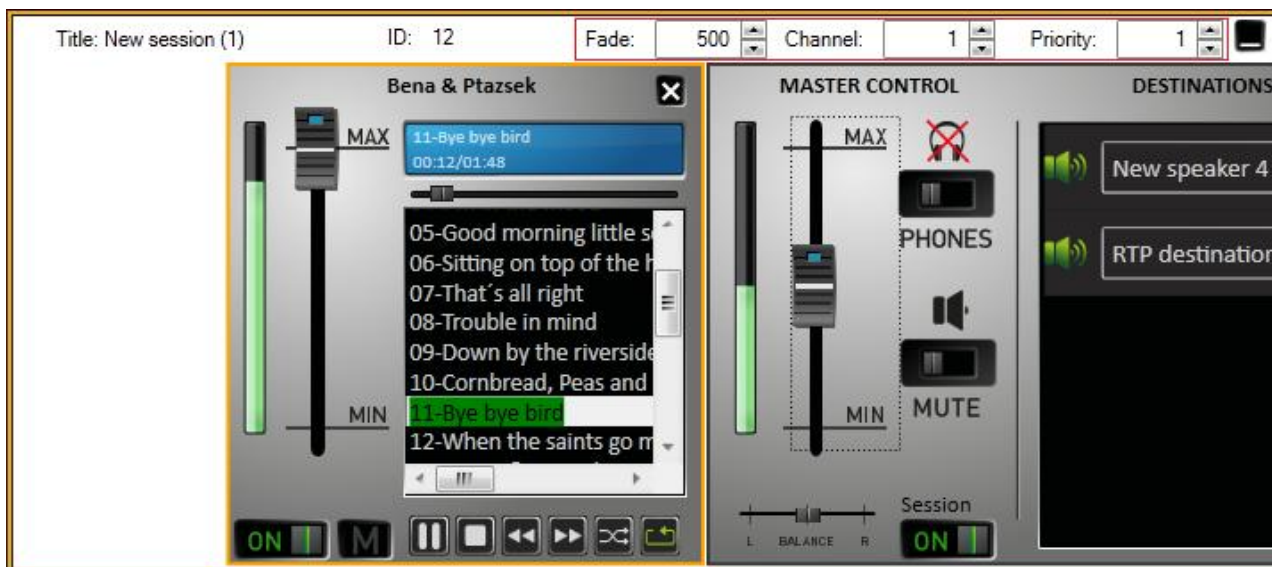 Title: New session (1) ID: 12 Fade: 500 Channel: 1 Priority: 1
Bena & Ptazsek
MAX
11-Bye bye bird
00:12/01:48
05-Good morning little s
06-Sitting on top of the h
07-That´s all right
08-Trouble in mind
09-Down by the riverside
10-Cornbread, Peas and
11-Bye bye bird
12-When the saints go m
MIN
ON M
MASTER CONTROL
MAX
PHONES
MIN
MUTE
L BALANCE R
Session
ON
DESTINATIONS
New speaker 4
RTP destination